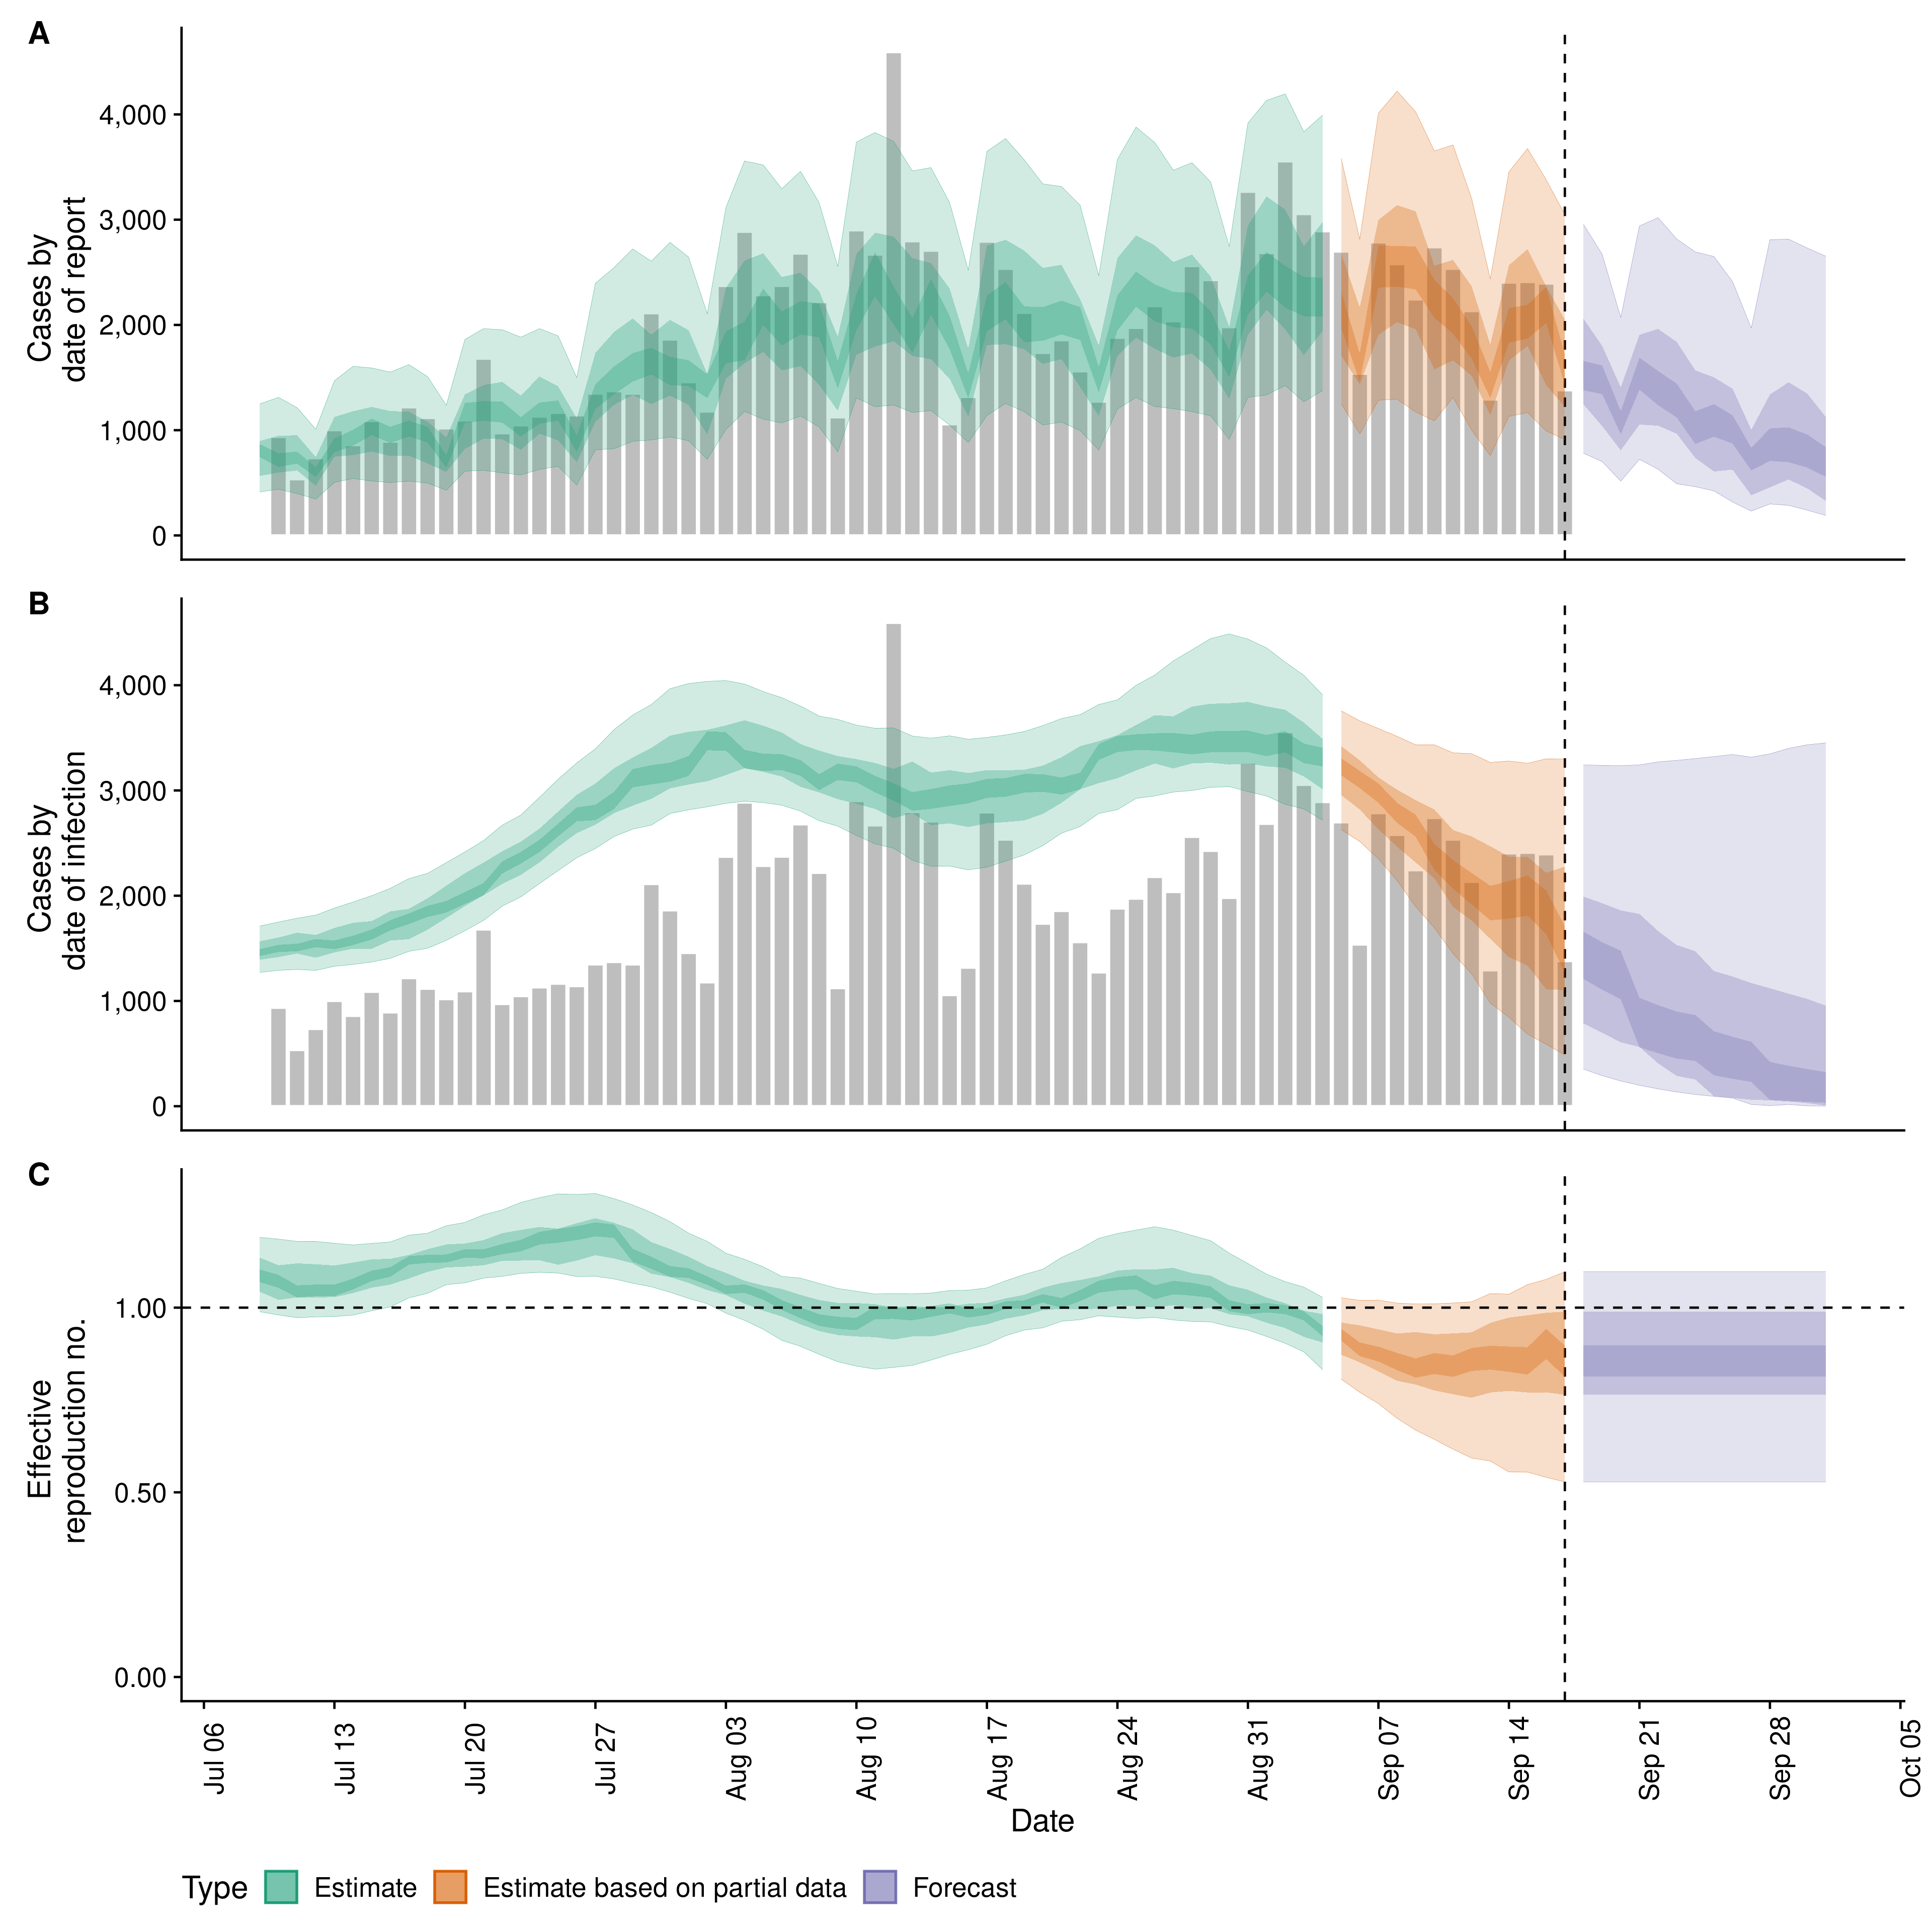 A
Cases by
date of report
4,000
3,000
2,000
1,000
0
B
Cases by
date of infection
4,000
3,000
2,000
1,000
0
C
Effective
reproduction no.
1.00
0.50
0.00
Jul 06
Jul 13
Jul 20
Jul 27
Aug 03
Aug 10
Aug 17
Aug 24
Aug 31
Sep 07
Sep 14
Sep 21
Sep 28
Oct 05
Date
Type Estimate Estimate based on partial data Forecast